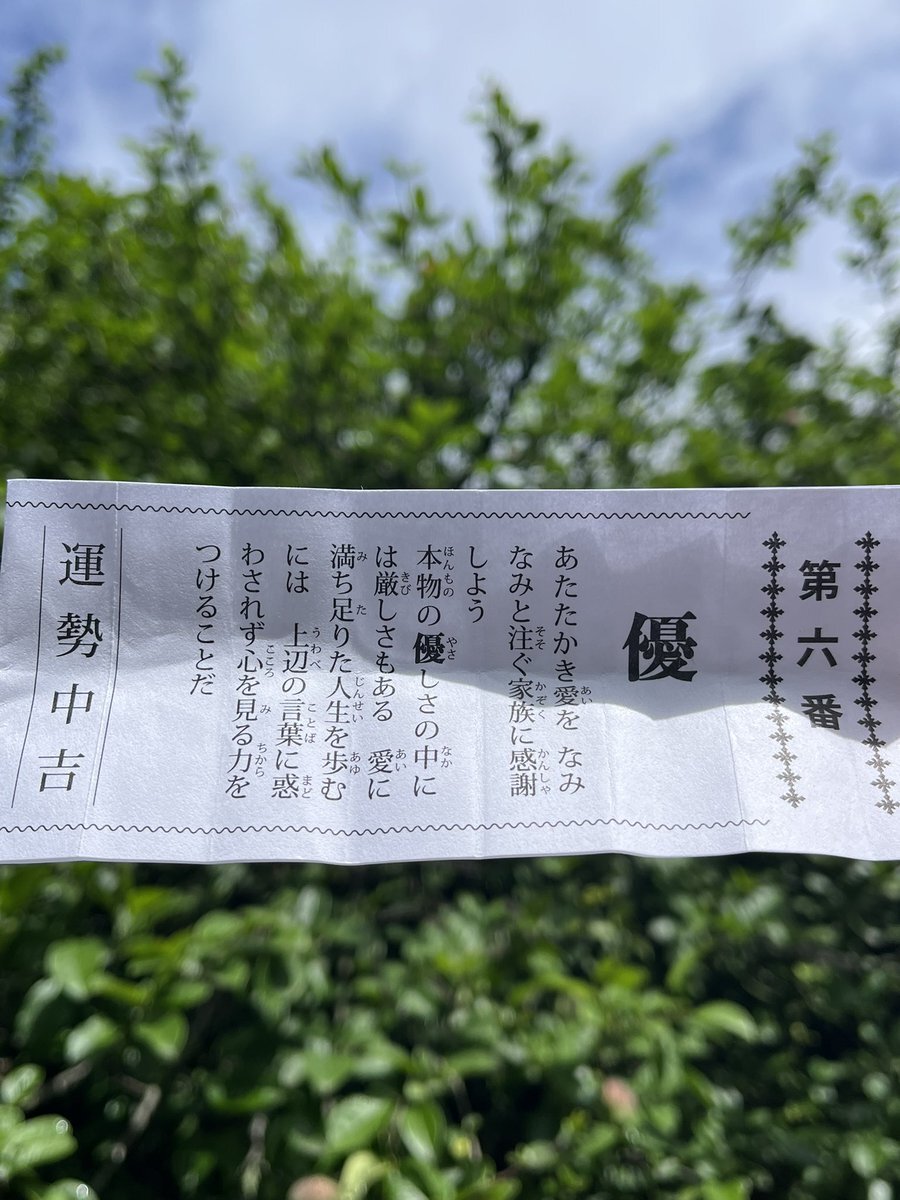 第六番
優
あたたかき愛を なみ
なみと注ぐ家族に感謝
しよう
本物の優しさの中に
は厳しさもある 愛に
満ち足りた人生を歩む
には 上辺の言葉に惑
わされず心を見る力を
つけることだ
運勢中吉